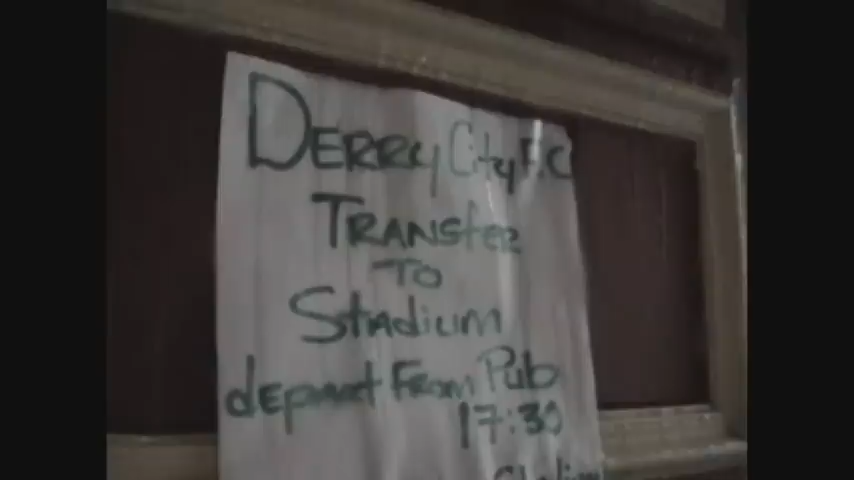 DERRY City F.C
TRANSfER
TO
Stadium
depart From Pub
17:30